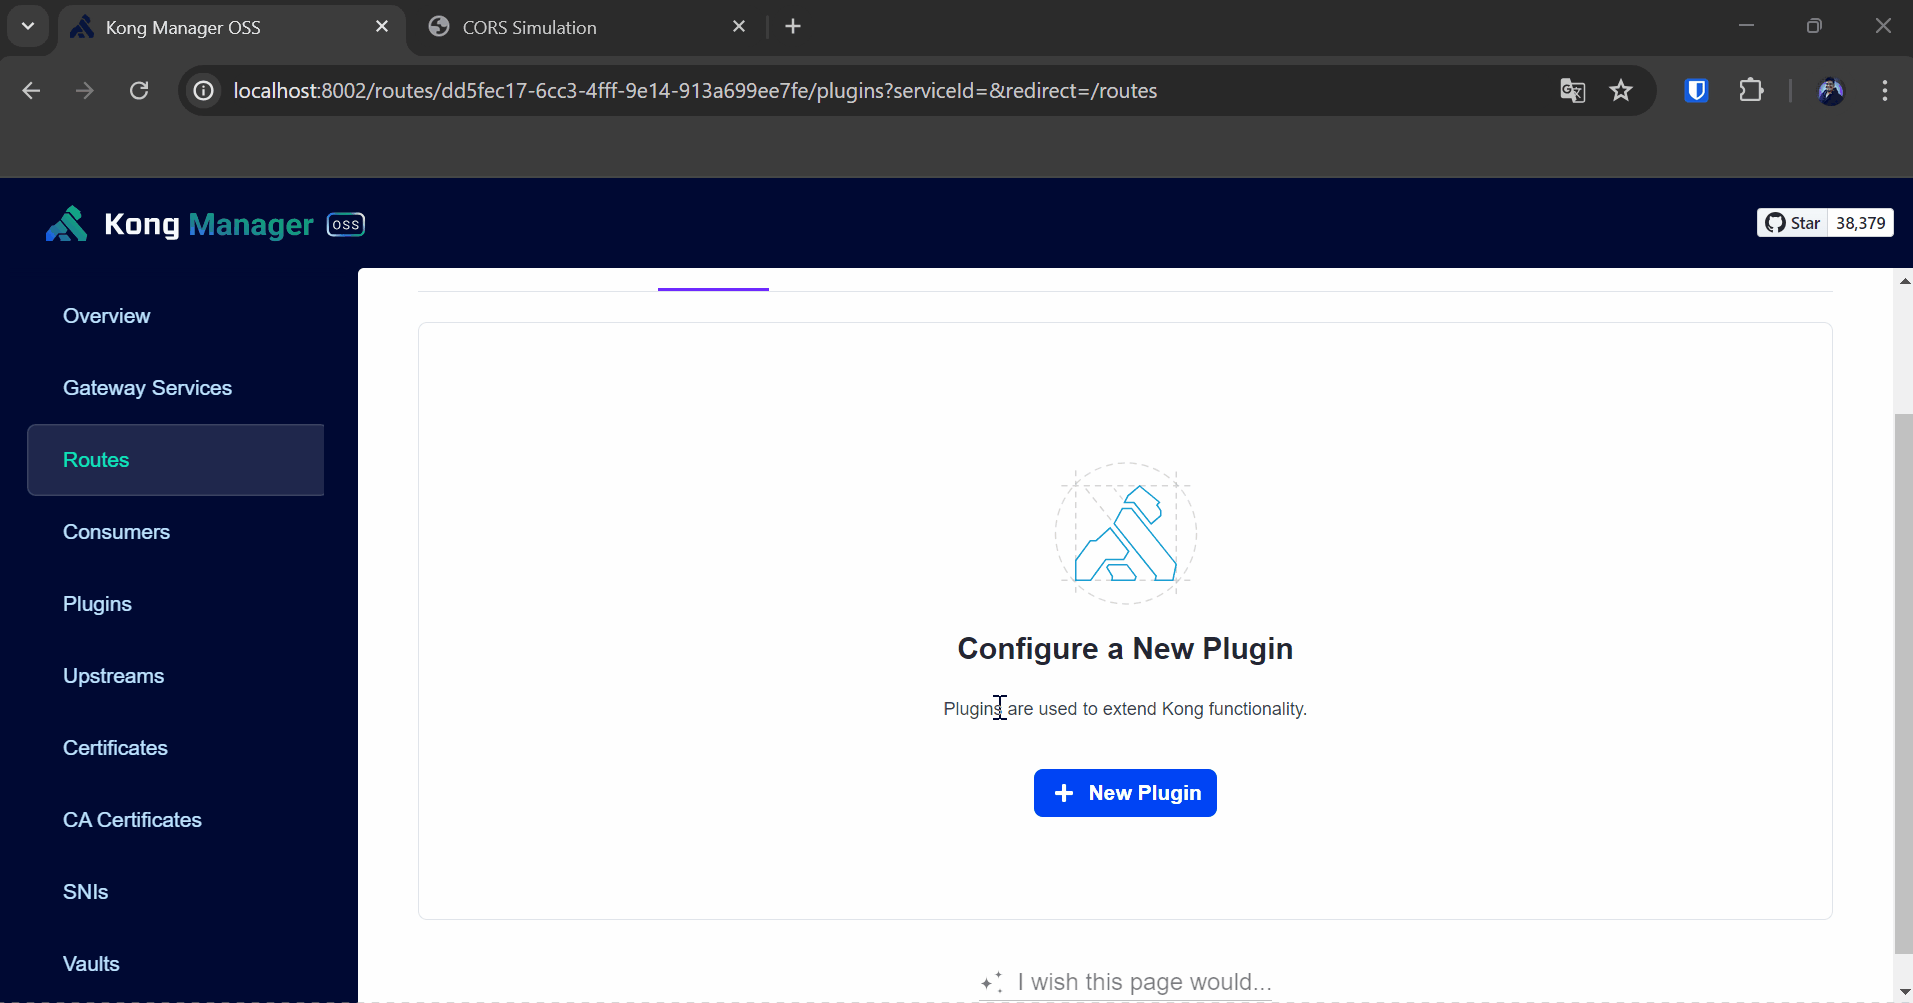 Kong Manager OSS
CORS Simulation
localhost:8002/routes/dd5fec17-6cc3-4fff-9e14-913a699ee7fe/plugins?serviceId=&redirect=/routes
Kong Manager OSS
Star 38,379
Overview
Gateway Services
Routes
Consumers
Plugins
Upstreams
Certificates
CA Certificates
SNIs
Vaults
Configure a New Plugin
Plugins are used to extend Kong functionality.
New Plugin
I wish this page would...